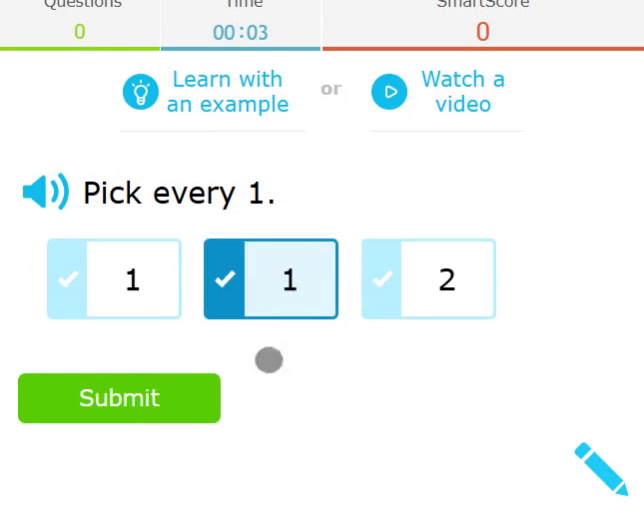 Questions Time SmartScore
0 00:03 0
Learn with an example or Watch a video
Pick every 1.
1 1 2
Submit